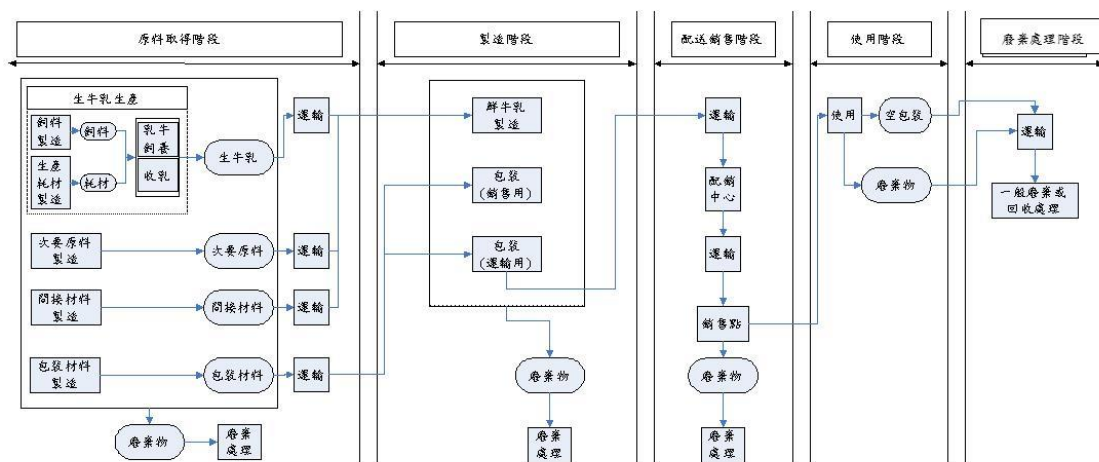 原料取得階段
製造階段
配送銷售階段
使用階段
廢棄處理階段
生牛乳生產
飼料
製造
飼料
生產
耗材
製造
耗材
乳牛
飼養
收乳
生牛乳
運輸
次要原料
製造
次要原料
運輸
間接材料
製造
間接材料
運輸
包裝材料
製造
包裝材料
運輸
廢棄物
廢棄
處理
鮮牛乳
製造
包裝
(銷售用)
包裝
(運輸用)
廢棄物
廢棄
處理
運輸
配銷
中心
運輸
銷售點
廢棄物
廢棄
處理
使用
空包裝
廢棄物
運輸
一般廢棄或
回收處理